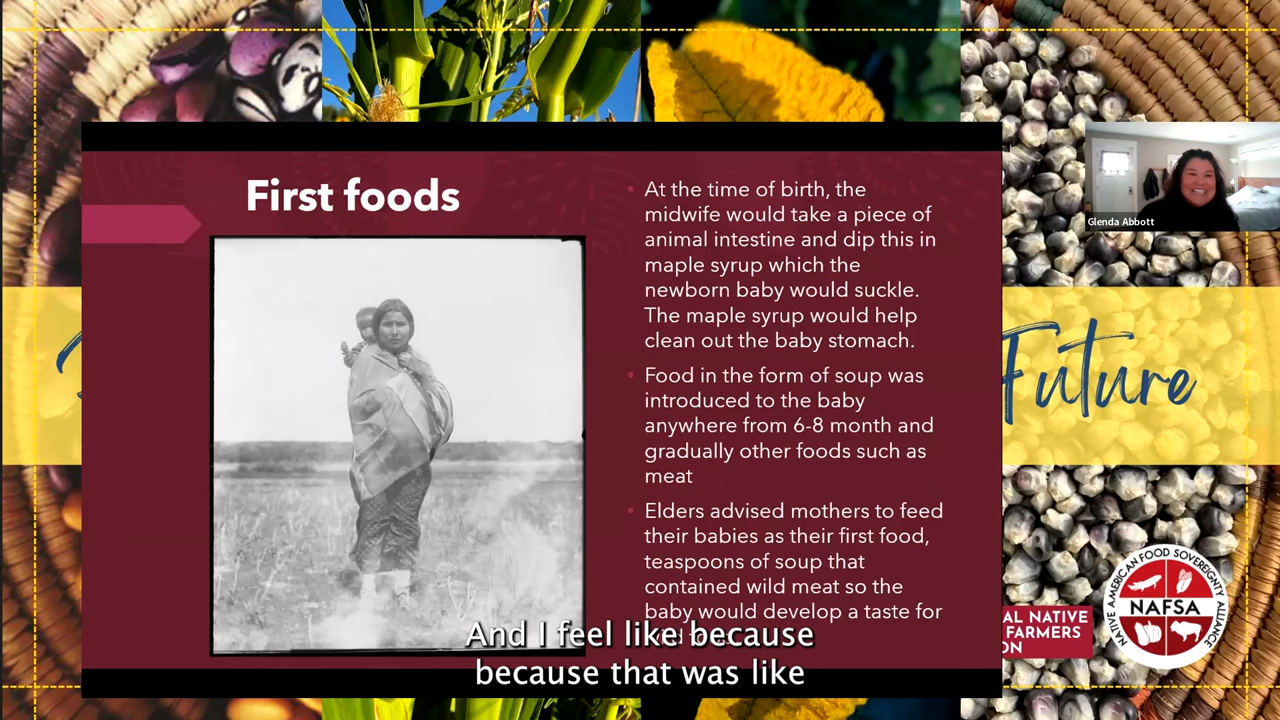 First foods
At the time of birth, the
midwife would take a piece of
animal intestine and dip this in
maple syrup which the
newborn baby would suckle.
The maple syrup would help
clean out the baby stomach.
Food in the form of soup was
introduced to the baby
anywhere from 6-8 month and
gradually other foods such as
meat
Elders advised mothers to feed
their babies as their first food,
teaspoons of soup that
contained wild meat so the
baby would develop a taste for
And I feel like because
because that was like
Glenda Abbott
Future
AL NATIVE
FARMERS
ON
NATIVE AMERICAN FOOD SOVEREIGNTY ALLIANCE
NAFSA